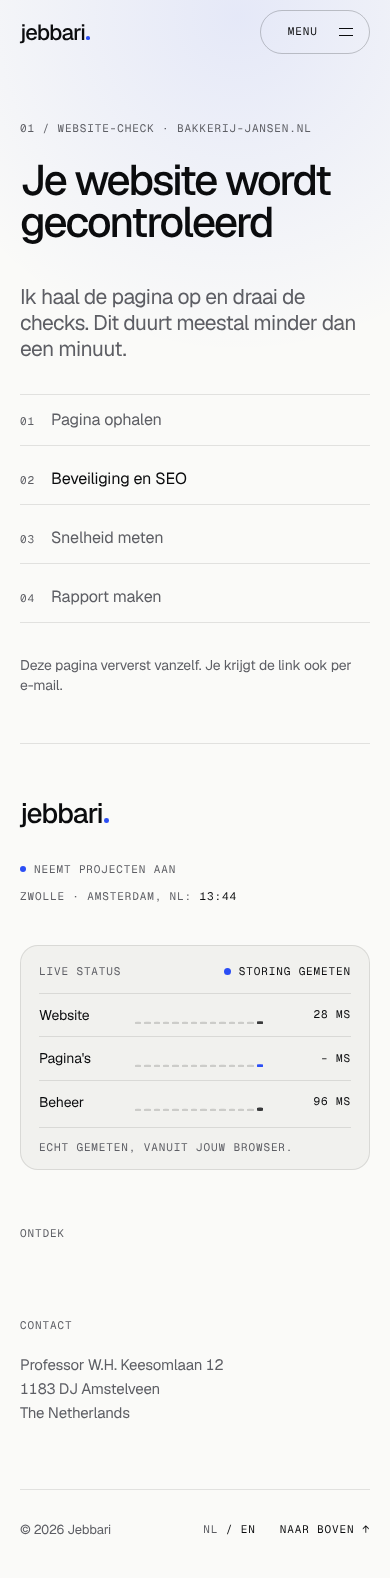 jebbari.
MENU
01 / WEBSITE-CHECK · BAKKERIJ-JANSEN.NL
Je website wordt
gecontroleerd
Ik haal de pagina op en draai de
checks. Dit duurt meestal minder dan
een minuut.
01 Pagina ophalen
02 Beveiliging en SEO
03 Snelheid meten
04 Rapport maken
Deze pagina ververst vanzelf. Je krijgt de link ook per
e-mail.
jebbari.
NEEMT PROJECTEN AAN
ZWOLLE · AMSTERDAM, NL: 13:44
LIVE STATUS STORING GEMETEN
Website 28 MS
Pagina's – MS
Beheer 96 MS
ECHT GEMETEN, VANUIT JOUW BROWSER.
ONTDEK
CONTACT
Professor W.H. Keesomlaan 12
1183 DJ Amstelveen
The Netherlands
© 2026 Jebbari NL / EN NAAR BOVEN ↑